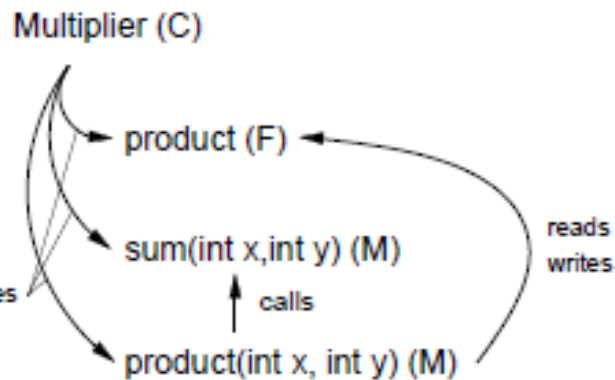 Multiplier (C)
product (F)
sum(int x,int y) (M)
reads
writes
calls
product(int x, int y) (M)